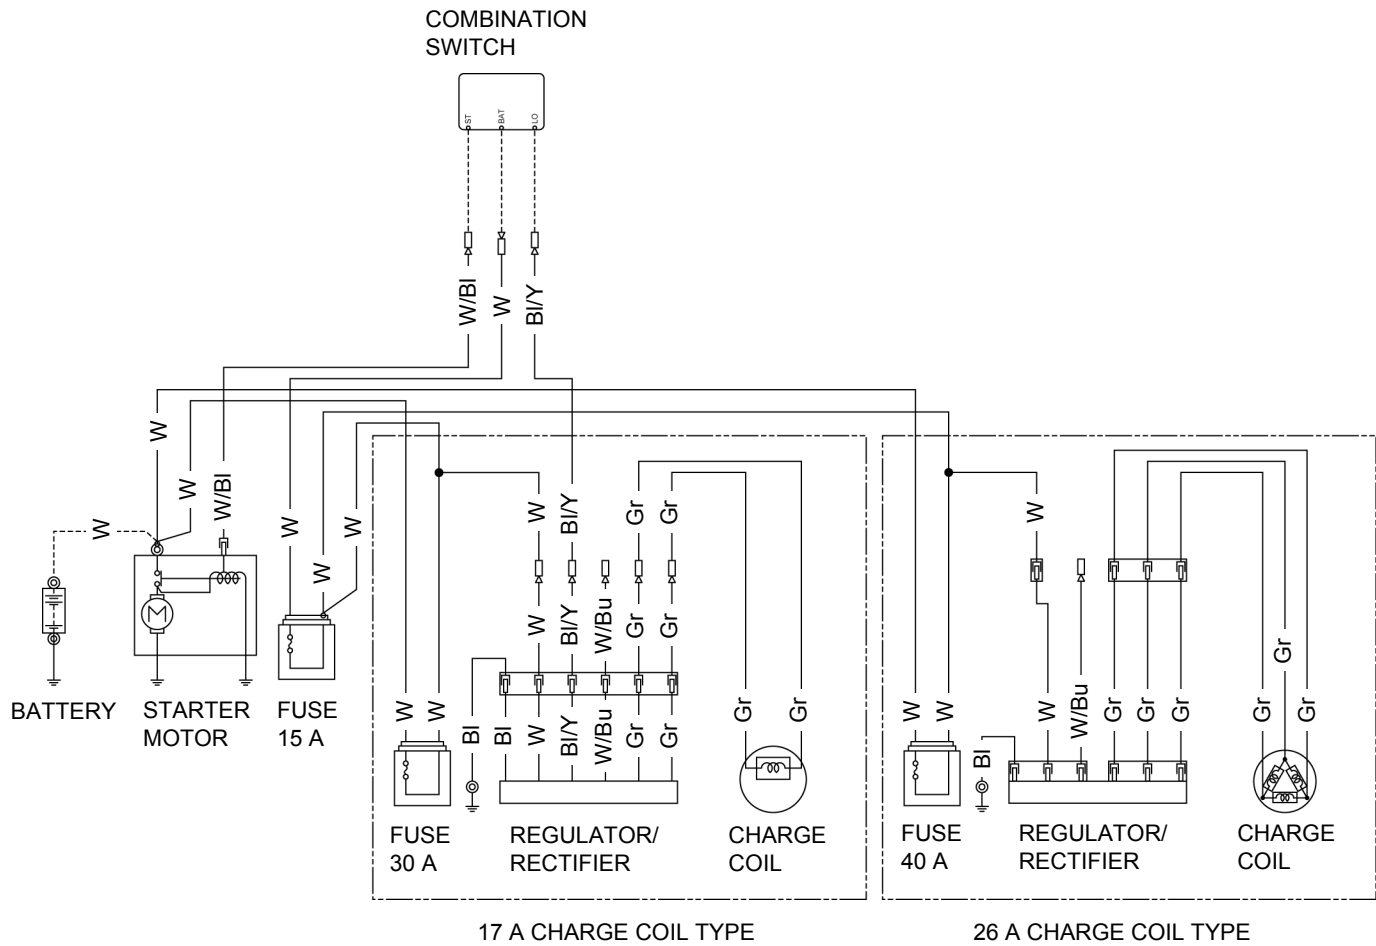 COMBINATION
SWITCH
ST BAT LO
W/Bl W Bl/Y
W W W/Bl W W W
W
W Bl/Y Gr Gr
W
W Bl/Y W/Bu Gr Gr
W W Bl Bl W Bl/Y W/Bu Gr Gr Gr Gr
W W Bl W W/Bu Gr Gr Gr Gr Gr Gr
M
BATTERY
STARTER
MOTOR
FUSE
15 A
FUSE
30 A
REGULATOR/
RECTIFIER
CHARGE
COIL
FUSE
40 A
REGULATOR/
RECTIFIER
CHARGE
COIL
17 A CHARGE COIL TYPE
26 A CHARGE COIL TYPE